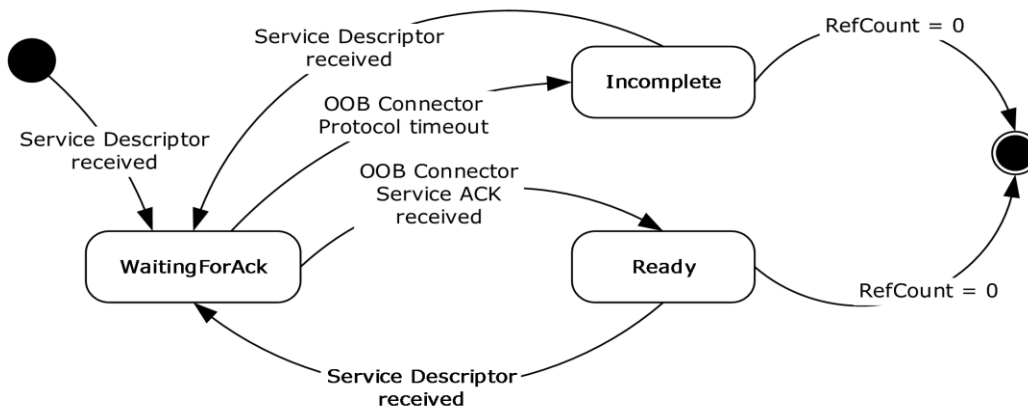 Service Descriptor
received
RefCount = 0
Incomplete
OOB Connector
Protocol timeout
Service Descriptor
received
OOB Connector
Service ACK
received
WaitingForAck
Ready
RefCount = 0
Service Descriptor
received